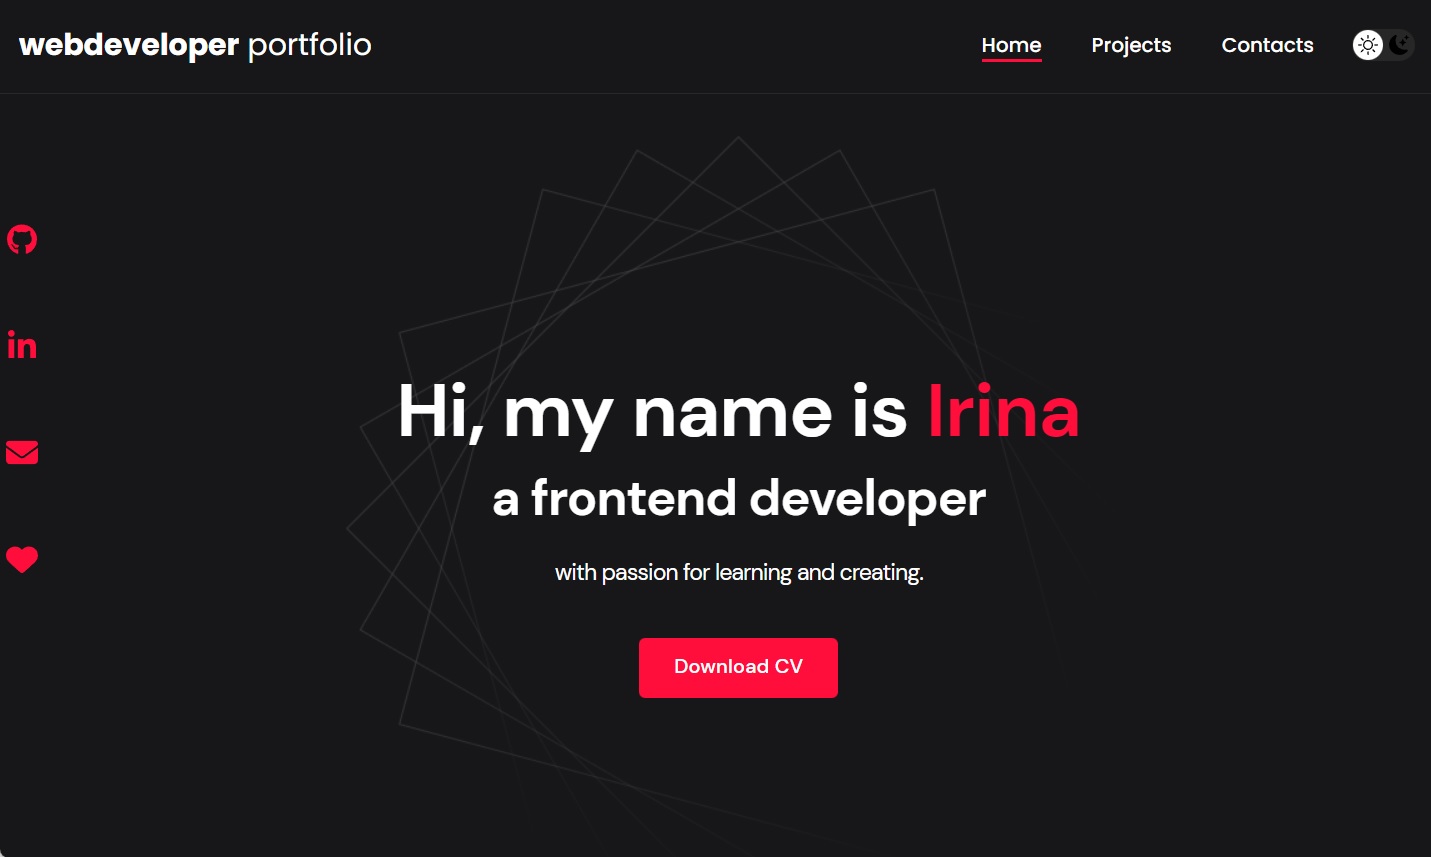 webdeveloper portfolio
Home Projects Contacts
in
Hi, my name is Irina
a frontend developer
with passion for learning and creating.
Download CV